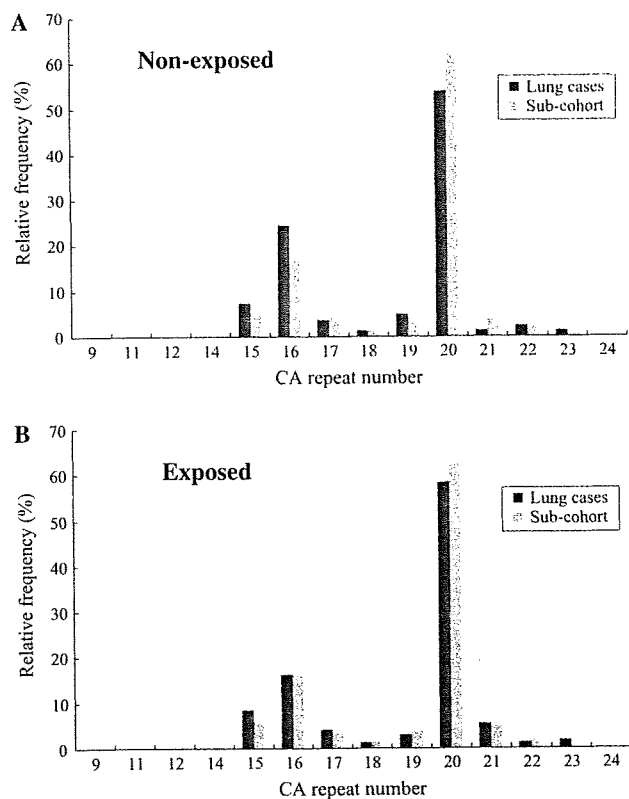 A
Non-exposed
Lung cases
Sub-cohort
Relative frequency (%)
70
60
50
40
30
20
10
0
9 11 12 14 15 16 17 18 19 20 21 22 23 24
CA repeat number
B
Exposed
Lung cases
Sub-cohort
Relative frequency (%)
70
60
50
40
30
20
10
0
9 11 12 14 15 16 17 18 19 20 21 22 23 24
CA repeat number